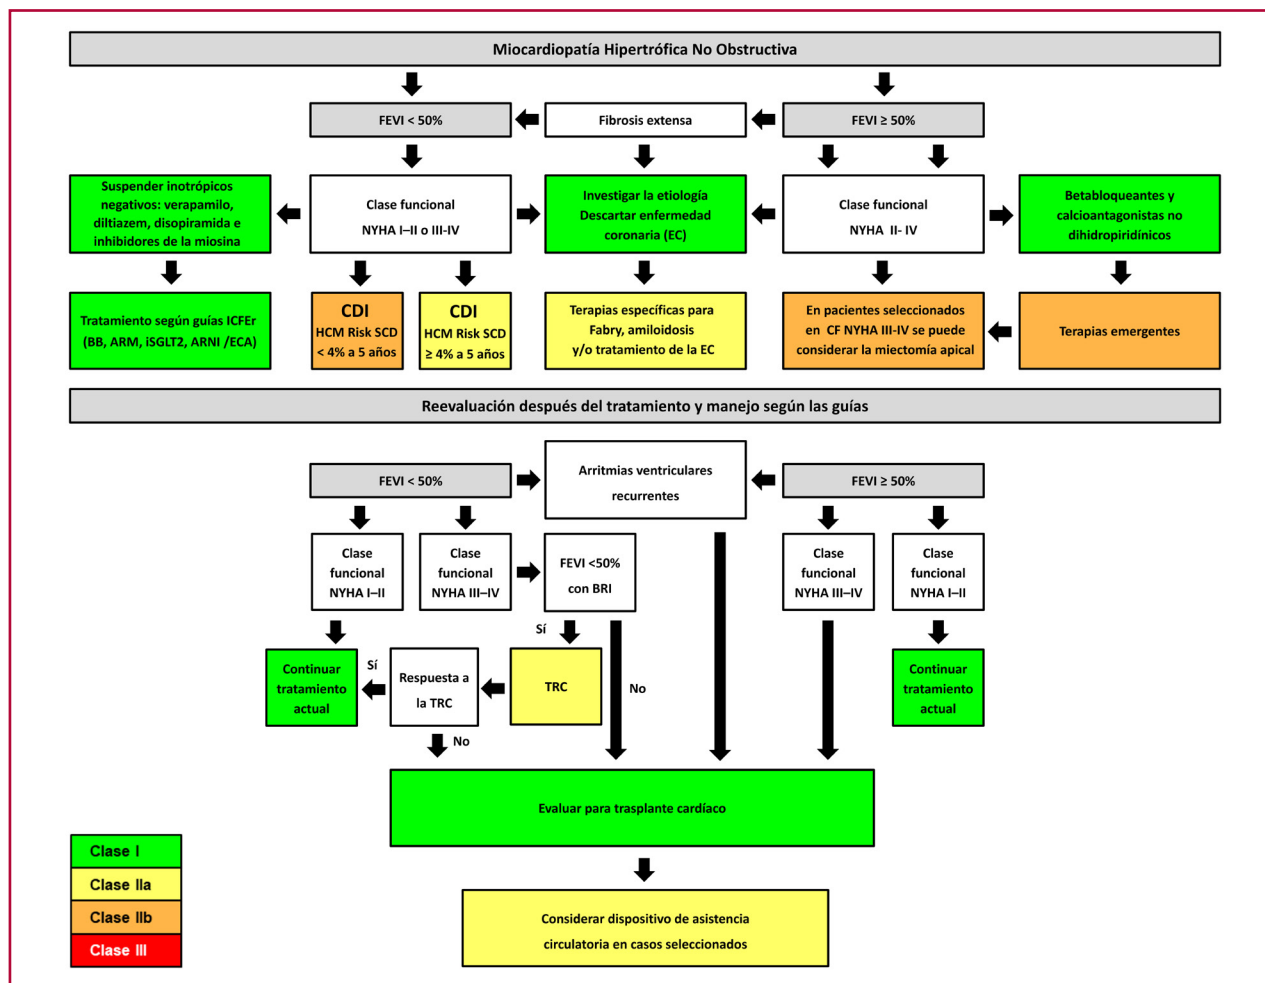 Miocardiopatía Hipertrófica No Obstructiva
FEVI < 50%
Fibrosis extensa
FEVI ≥ 50%
Suspender inotrópicos
negativos: verapamilo,
diltiazem, disopiramida e
inhibidores de la miosina
Clase funcional
NYHA I–II o III-IV
Investigar la etiología
Descartar enfermedad
coronaria (EC)
Clase funcional
NYHA II- IV
Betabloqueantes y
calcioantagonistas no
dihidropiridínicos
Tratamiento según guías ICFEr
(BB, ARM, iSGLT2, ARNI /ECA)
CDI
HCM Risk SCD
< 4% a 5 años
CDI
HCM Risk SCD
≥ 4% a 5 años
Terapias específicas para
Fabry, amiloidosis
y/o tratamiento de la EC
En pacientes seleccionados
en CF NYHA III-IV se puede
considerar la miectomía apical
Terapias emergentes
Reevaluación después del tratamiento y manejo según las guías
FEVI < 50%
Arritmias ventriculares
recurrentes
FEVI ≥ 50%
Clase
funcional
NYHA I–II
Clase
funcional
NYHA III–IV
FEVI <50%
con BRI
Clase
funcional
NYHA III–IV
Clase
funcional
NYHA I–II
Sí
Continuar
tratamiento
actual
Sí
Respuesta a
la TRC
TRC
No
Continuar
tratamiento
actual
No
Evaluar para trasplante cardíaco
Clase I
Clase IIa
Clase IIb
Clase III
Considerar dispositivo de asistencia
circulatoria en casos seleccionados